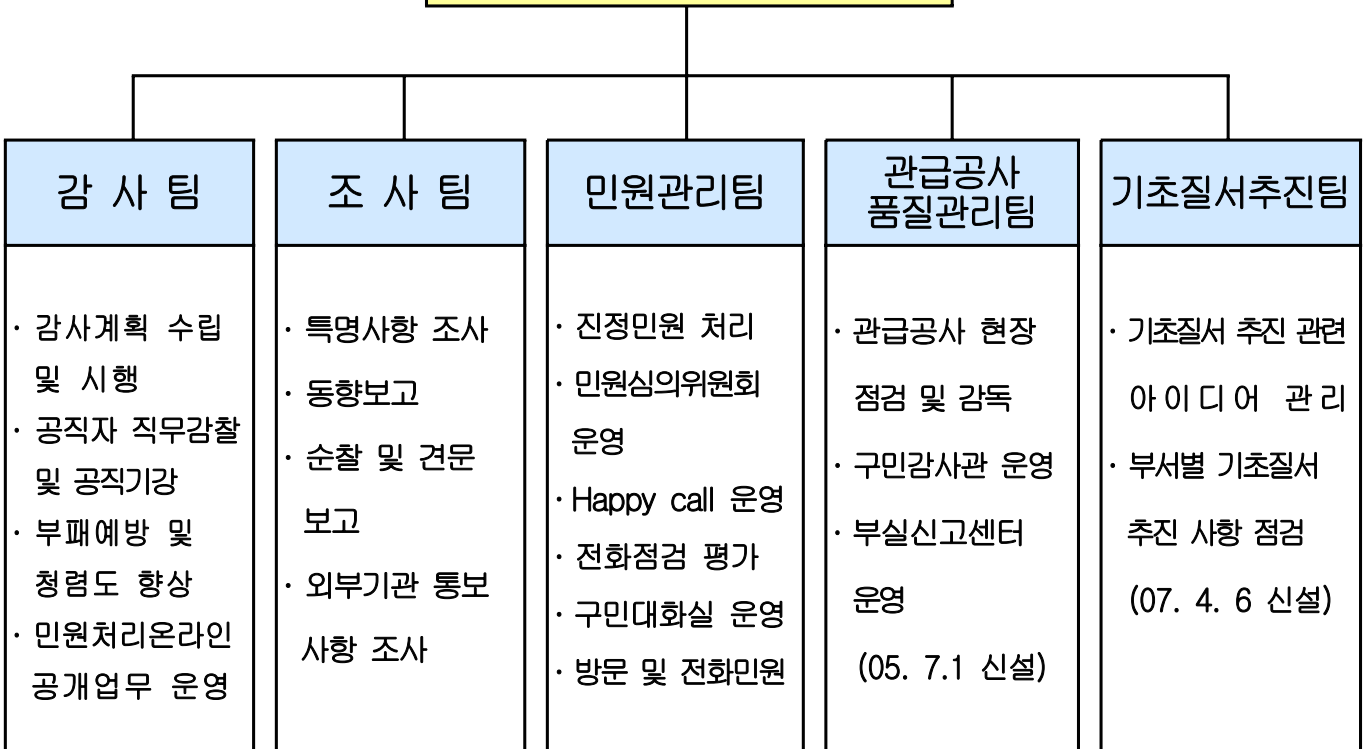 감 사 팀
· 감사계획 수립
및 시행
· 공직자 직무감찰
및 공직기강
· 부패예방 및
청렴도 향상
· 민원처리온라인
공개업무 운영
조 사 팀
· 특명사항 조사
· 동향보고
· 순찰 및 견문
보고
· 외부기관 통보
사항 조사
민원관리팀
· 진정민원 처리
· 민원심의위원회
운영
· Happy call 운영
· 전화점검 평가
· 구민대화실 운영
· 방문 및 전화민원
관급공사
품질관리팀
· 관급공사 현장
점검 및 감독
· 구민감사관 운영
· 부실신고센터
운영
(05. 7.1 신설)
기초질서추진팀
· 기초질서 추진 관련
아 이 디 어 관 리
· 부서별 기초질서
추진 사항 점검
(07. 4. 6 신설)